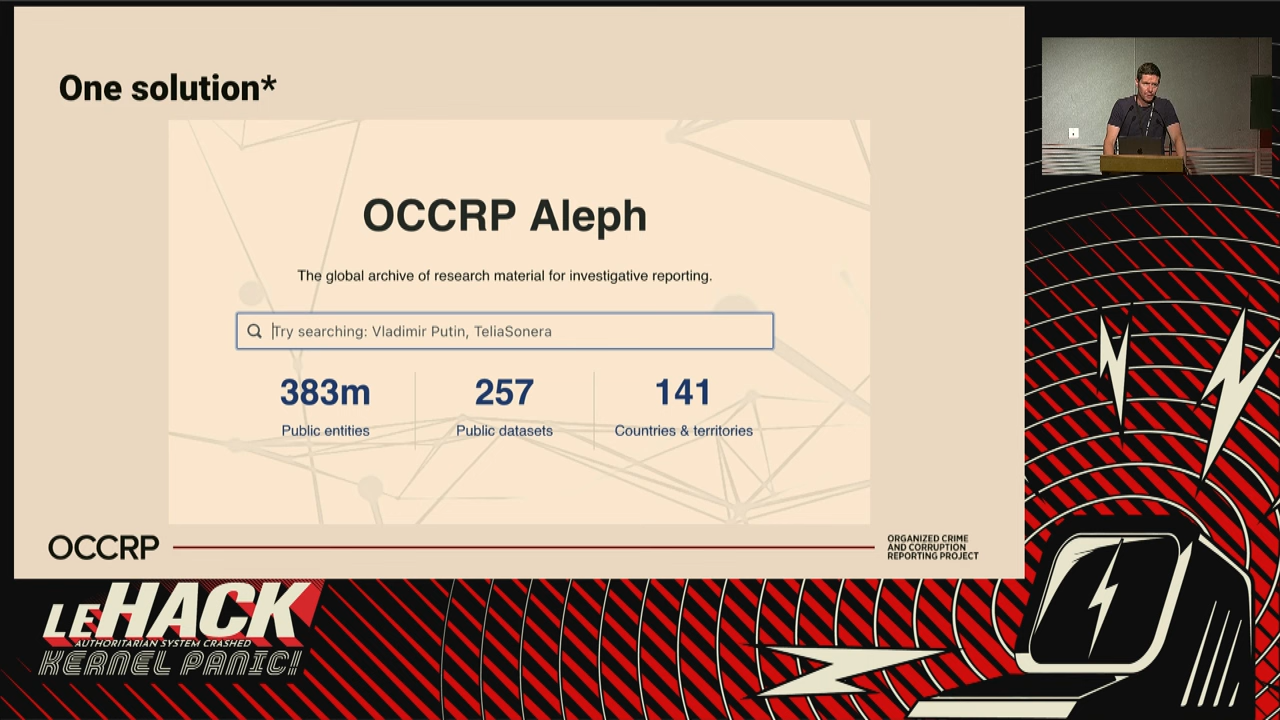 One solution*
OCCRP Aleph
The global archive of research material for investigative reporting.
Try searching: Vladimir Putin, TeliaSonera
383m
257
141
Public entities
Public datasets
Countries & territories
OCCRP
ORGANIZED CRIME
AND CORRUPTION
REPORTING PROJECT
LEHACK
AUTHORITARIAN SYSTEM CRASHED
KERNEL PANIC!